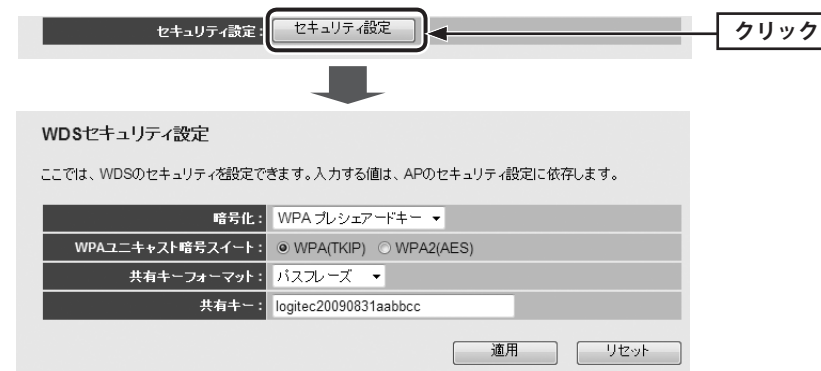 セキュリティ設定： セキュリティ設定 クリック
WDSセキュリティ設定
ここでは、WDSのセキュリティを設定できます。入力する値は、APのセキュリティ設定に依存します。
暗号化： WPA プレシェアードキー
WPAユニキャスト暗号スイート： WPA(TKIP) WPA2(AES)
共有キーフォーマット： パスフレーズ
共有キー： logitec20090831aabbcc
適用 リセット